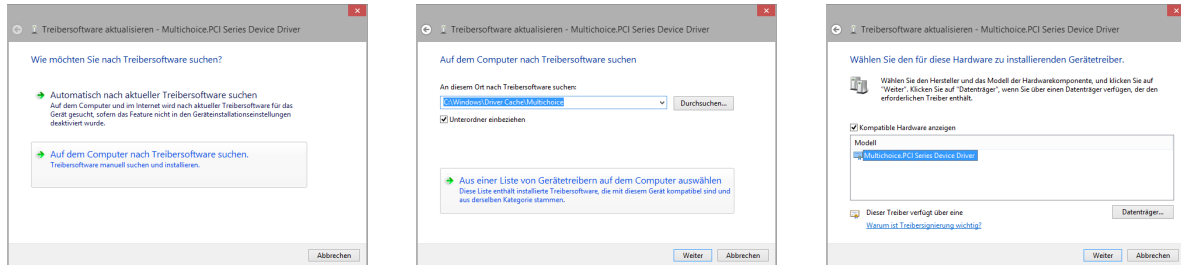 Treibersoftware aktualisieren - Multichoice.PCI Series Device Driver
Wie möchten Sie nach Treibersoftware suchen?
Automatisch nach aktueller Treibersoftware suchen
Auf dem Computer und im Internet wird nach aktueller Treibersoftware für das
Gerät gesucht, sofern das Feature nicht in den Geräteinstallationseinstellungen
deaktiviert wurde.
Auf dem Computer nach Treibersoftware suchen.
Treibersoftware manuell suchen und installieren.
Abbrechen
Treibersoftware aktualisieren - Multichoice.PCI Series Device Driver
Auf dem Computer nach Treibersoftware suchen
An diesem Ort nach Treibersoftware suchen:
C:\Windows\Driver Cache\Multichoice
Durchsuchen...
Unterordner einbeziehen
Aus einer Liste von Gerätetreibern auf dem Computer auswählen
Diese Liste enthält installierte Treibersoftware, die mit diesem Gerät kompatibel sind und
aus derselben Kategorie stammen.
Weiter
Abbrechen
Treibersoftware aktualisieren - Multichoice.PCI Series Device Driver
Wählen Sie den für diese Hardware zu installierenden Gerätetreiber.
Wählen Sie den Hersteller und das Modell der Hardwarekomponente, und klicken Sie auf
"Weiter". Klicken Sie auf "Datenträger", wenn Sie über einen Datenträger verfügen, der den
erforderlichen Treiber enthält.
Kompatible Hardware anzeigen
Modell
Multichoice.PCI Series Device Driver
Dieser Treiber verfügt über eine
Warum ist Treibersignierung wichtig?
Datenträger...
Weiter
Abbrechen